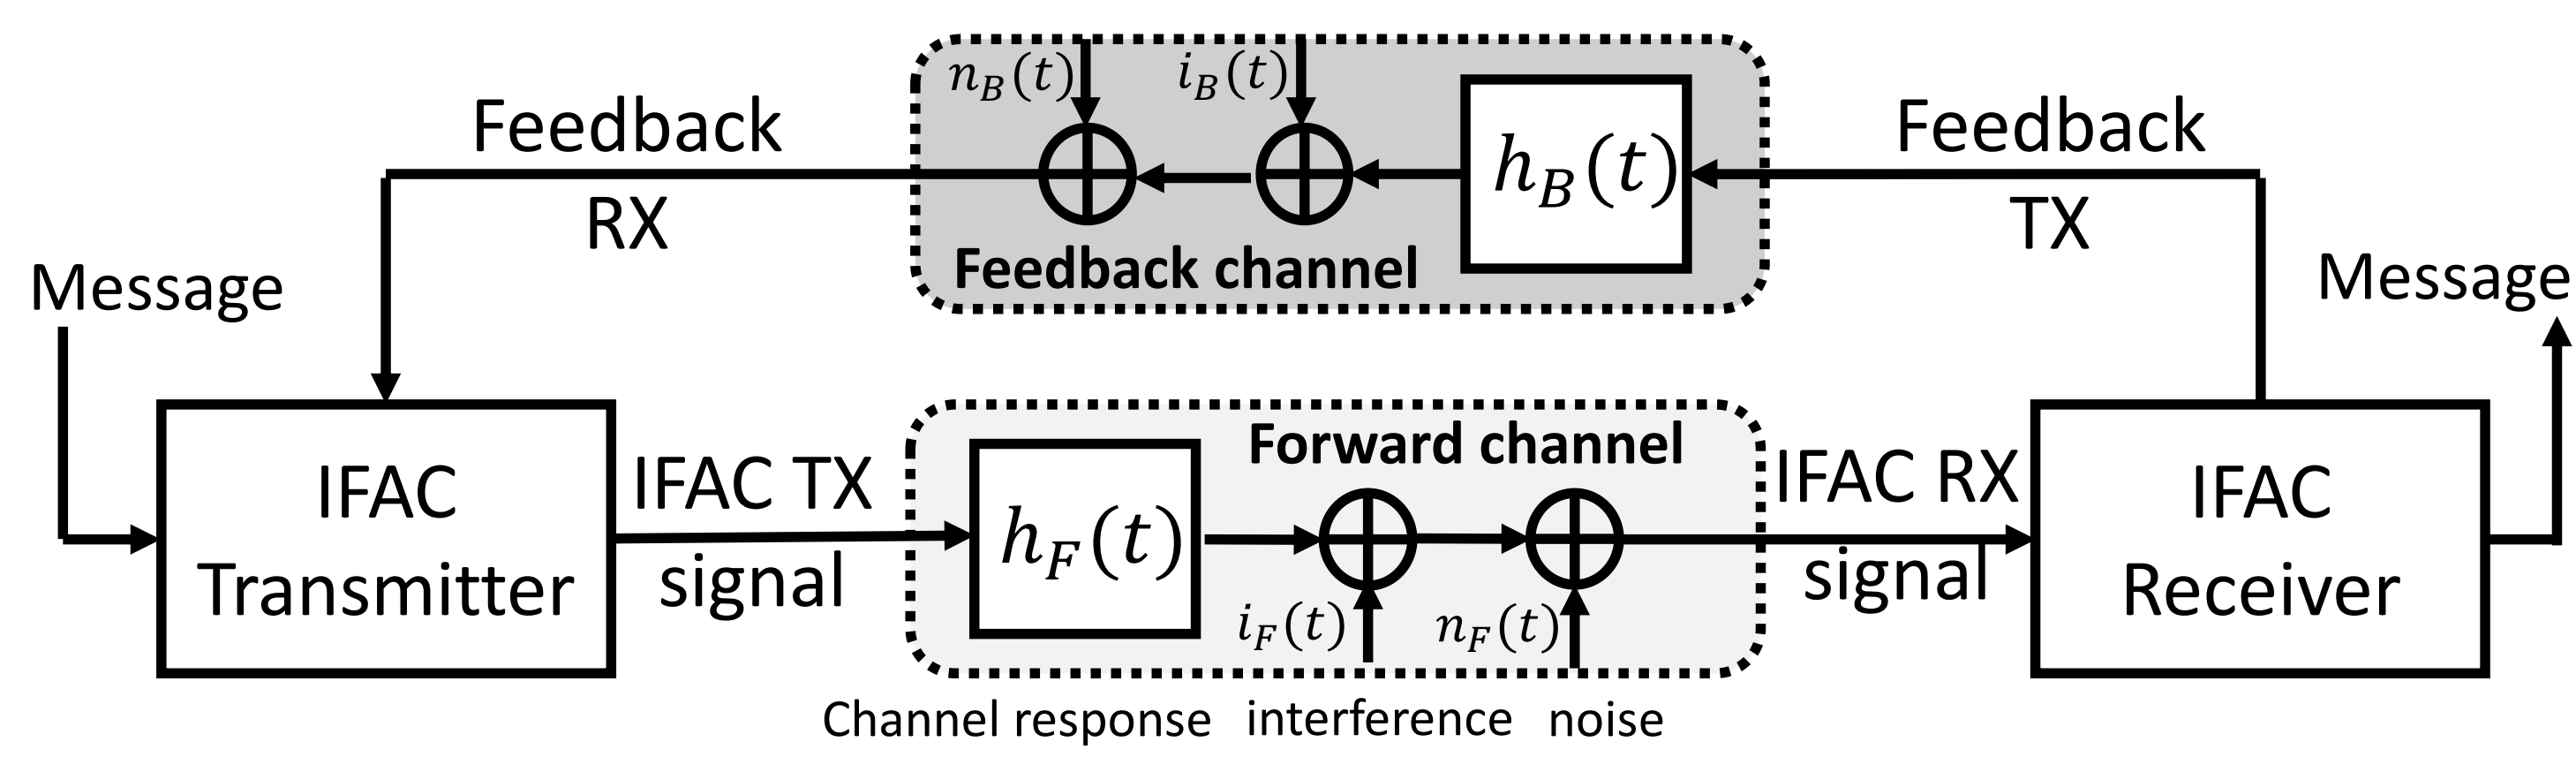 n_B(t)
i_B(t)
h_B(t)
Feedback
RX
Feedback
TX
Feedback channel
Message
Message
IFAC
Transmitter
IFAC TX
signal
h_F(t)
Forward channel
i_F(t)
n_F(t)
IFAC RX
signal
IFAC
Receiver
Channel response
interference
noise